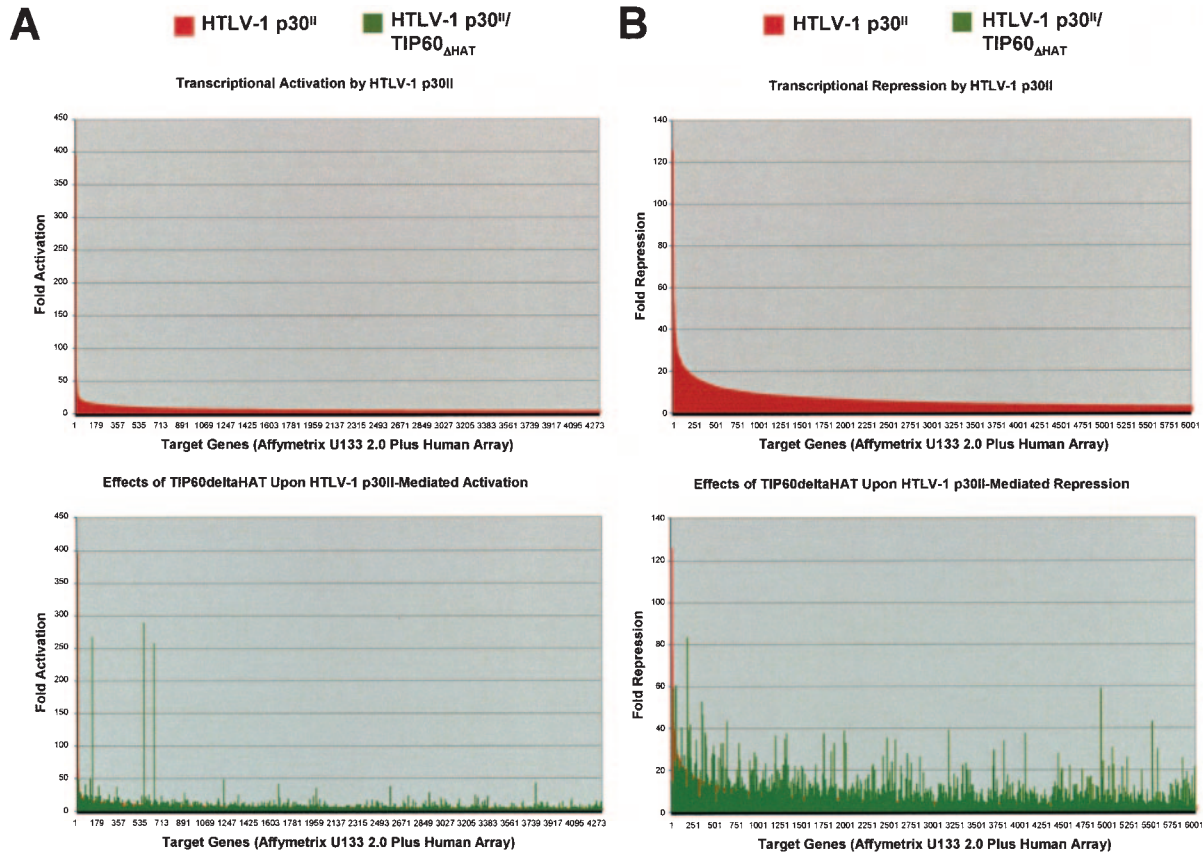 A
HTLV-1 p30II
HTLV-1 p30II/
TIP60ΔHAT
Transcriptional Activation by HTLV-1 p30II
450
400
350
300
250
200
150
100
50
0
Fold Activation
1 179 357 535 713 891 1069 1247 1425 1603 1781 1959 2137 2315 2493 2671 2849 3027 3205 3383 3561 3739 3917 4095 4273
Target Genes (Affymetrix U133 2.0 Plus Human Array)
Effects of TIP60deltaHAT Upon HTLV-1 p30II-Mediated Activation
450
400
350
300
250
200
150
100
50
0
Fold Activation
1 179 357 535 713 891 1069 1247 1425 1603 1781 1959 2137 2315 2493 2671 2849 3027 3205 3383 3561 3739 3917 4095 4273
Target Genes (Affymetrix U133 2.0 Plus Human Array)
B
HTLV-1 p30II
HTLV-1 p30II/
TIP60ΔHAT
Transcriptional Repression by HTLV-1 p30II
140
120
100
80
60
40
20
0
Fold Repression
1 251 501 751 1001 1251 1501 1751 2001 2251 2501 2751 3001 3251 3501 3751 4001 4251 4501 4751 5001 5251 5501 5751 6001
Target Genes (Affymetrix U133 2.0 Plus Human Array)
Effects of TIP60deltaHAT Upon HTLV-1 p30II-Mediated Repression
140
120
100
80
60
40
20
0
Fold Repression
1 251 501 751 1001 1251 1501 1751 2001 2251 2501 2751 3001 3251 3501 3751 4001 4251 4501 4751 5001 5251 5501 5751 6001
Target Genes (Affymetrix U133 2.0 Plus Human Array)